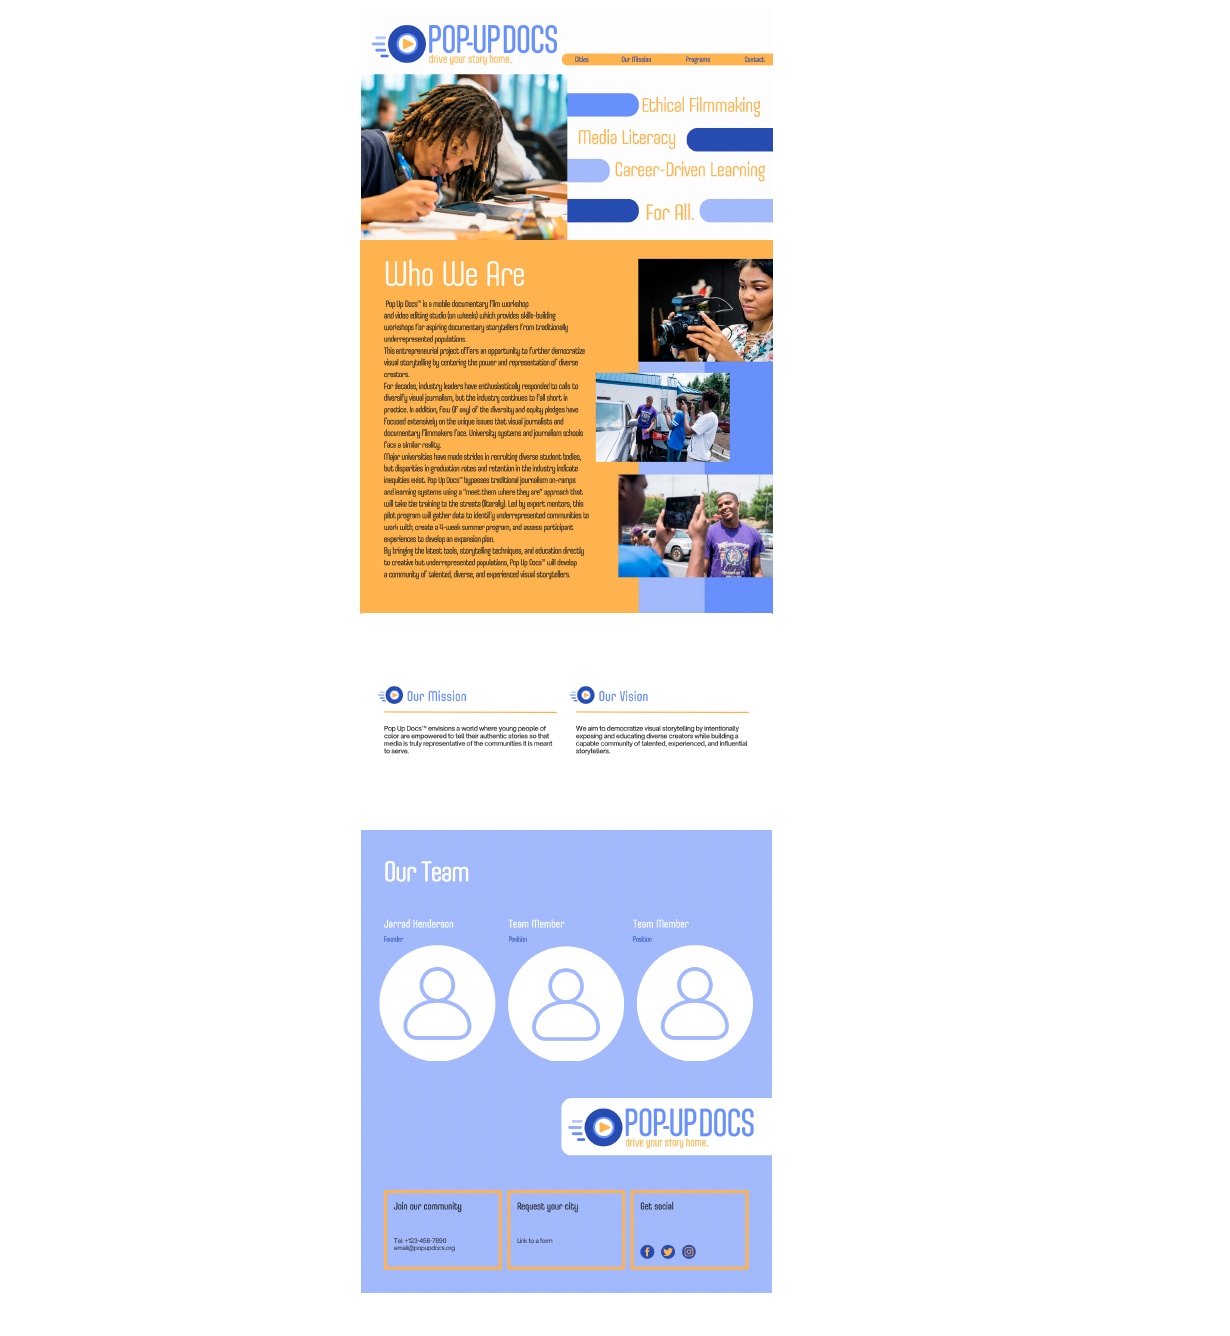 POP-UP DOCS
drive your story home.
Cities Our Mission Programs Contact
Ethical Filmmaking
Media Literacy
Career-Driven Learning
For All.
Who We Are
Pop Up Docs™ is a mobile documentary film workshop
and video editing studio (on wheels) which provides skills-building
workshops for aspiring documentary storytellers from traditionally
underrepresented populations.
This entrepreneurial project offers an opportunity to further democratize
visual storytelling by centering the power and representation of diverse
creators.
For decades, industry leaders have enthusiastically responded to calls to
diversify visual journalism, but the industry continues to fall short in
practice. In addition, few (if any) of the diversity and equity pledges have
focused extensively on the unique issues that visual journalists and
documentary filmmakers face. University systems and journalism schools
face a similar reality.
Major universities have made strides in recruiting diverse student bodies,
but disparities in graduation rates and retention in the industry indicate
inequities exist. Pop Up Docs™ bypasses traditional journalism on-ramps
and learning systems using a "meet them where they are" approach that
will take the training to the streets (literally). Led by expert mentors, this
pilot program will gather data to identify underrepresented communities to
work with, create a 4-week summer program, and assess participant
experiences to develop an expansion plan.
By bringing the latest tools, storytelling techniques, and education directly
to creative but underrepresented populations, Pop Up Docs™ will develop
a community of talented, diverse, and experienced visual storytellers.
Our Mission
Pop Up Docs™ envisions a world where young people of
color are empowered to tell their authentic stories so that
media is truly representative of the communities it is meant
to serve.
Our Vision
We aim to democratize visual storytelling by intentionally
exposing and educating diverse creators while building a
capable community of talented, experienced, and influential
storytellers.
Our Team
Jarrad Henderson
Founder
Team Member
Position
Team Member
Position
POP-UP DOCS
drive your story home.
Join our community
Tel: +123-456-7890
email@popupdocs.org
Request your city
Link to a form
Get social